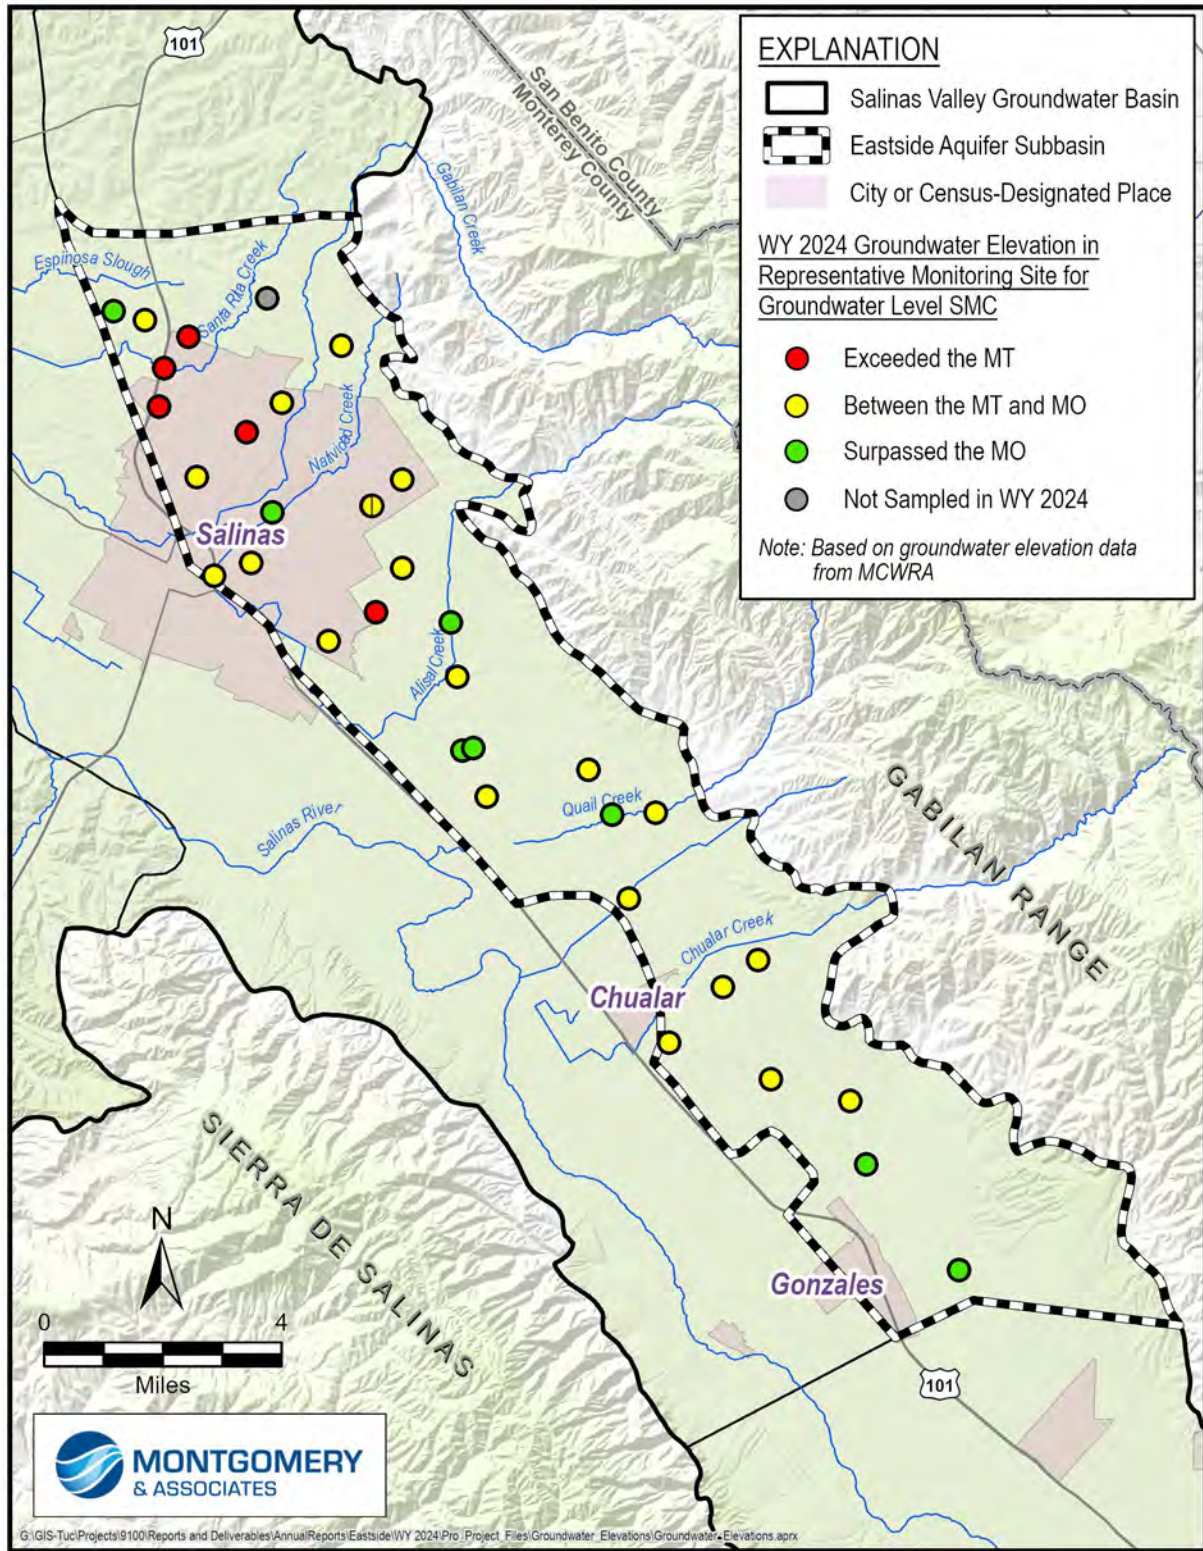 101
San Benito County
Monterey County
EXPLANATION
Salinas Valley Groundwater Basin
Eastside Aquifer Subbasin
City or Census-Designated Place
WY 2024 Groundwater Elevation in
Representative Monitoring Site for
Groundwater Level SMC
Exceeded the MT
Between the MT and MO
Surpassed the MO
Not Sampled in WY 2024
Note: Based on groundwater elevation data
from MCWRA
Gabilan Creek
Espinosa Slough
Santa Rita Creek
Natividad Creek
Salinas
Alisal Creek
Quail Creek
Salinas River
GABILAN RANGE
Chualar Creek
Chualar
SIERRA DE SALINAS
Gonzales
N
0 4
Miles
101
MONTGOMERY
& ASSOCIATES
G:\GIS-Tuc\Projects\9100\Reports and Deliverables\AnnualReports\Eastside\WY 2024\Pro_Project_Files\Groundwater_Elevations\Groundwater_Elevations.aprx